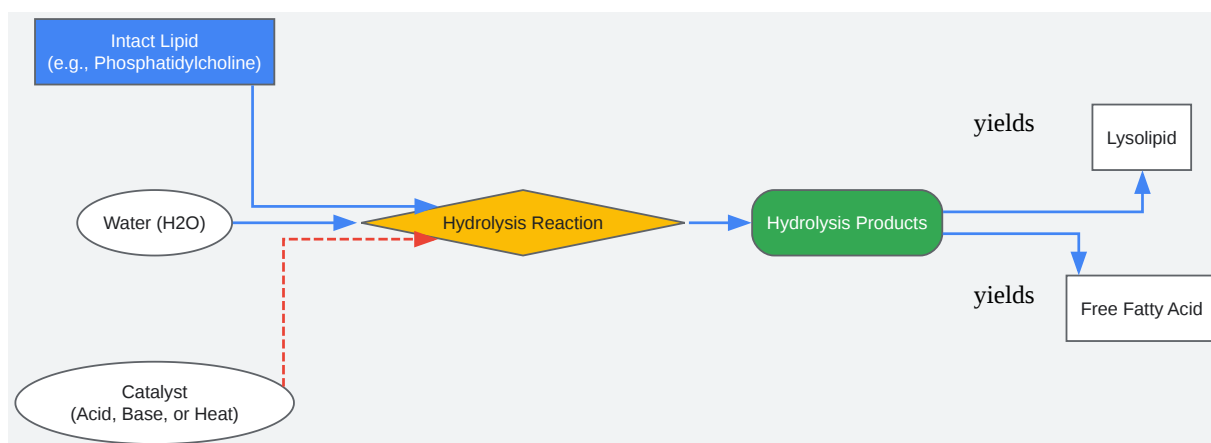 Intact Lipid
(e.g., Phosphatidylcholine)
yields
Lysolipid
Water (H2O)
Hydrolysis Reaction
Hydrolysis Products
yields
Free Fatty Acid
Catalyst
(Acid, Base, or Heat)